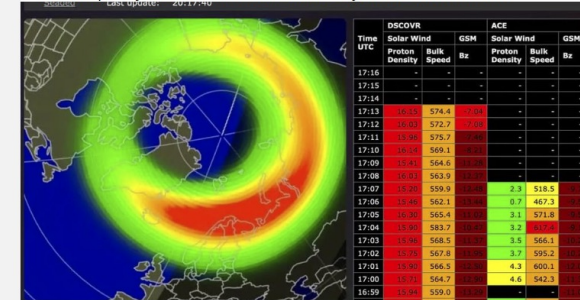 Last update: 20:17:40
DSCOVR ACE
Time UTC Solar Wind GSM Solar Wind GSM
Proton Density Bulk Speed Bz Proton Density Bulk Speed Bz
17:16 - - - - -
17:15 - - - - -
17:14 - - - - -
17:13 16.15 574.4 - -
17:12 16.03 572.7 - -
17:11 15.96 575.7 - -
17:10 16.14 569.1 - -
17:09 15.41 564.6 - -
17:08 563.9 - -
17:07 15.20 559.9 2.3 518.5
17:06 15.46 562.1 0.7 467.3
17:05 16.30 565.4 3.1 571.8
17:04 583.7 3.2
17:03 15.96 568.5 3.5 566.1
17:02 15.75 567.8 3.7 595.2
17:01 15.90 566.5 4.3 600.1
17:00 15.71 564.7 4.6 542.3
16:59 15.94 559.0 - -